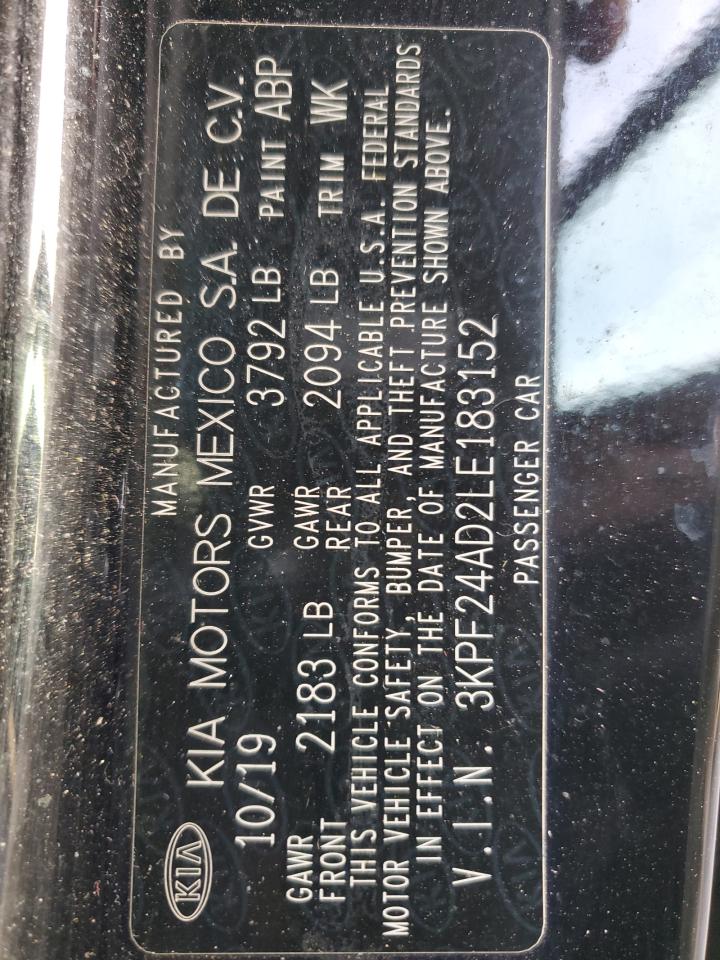 MANUFACTURED BY
KIA KIA MOTORS MEXICO S.A. DE C.V.
10/19 GVWR 3792 LB PAINT ABP
GAWR FRONT 2183 LB GAWR REAR 2094 LB TRIM WK
THIS VEHICLE CONFORMS TO ALL APPLICABLE U.S.A. FEDERAL
MOTOR VEHICLE SAFETY, BUMPER, AND THEFT PREVENTION STANDARDS
IN EFFECT ON THE DATE OF MANUFACTURE SHOWN ABOVE.
V.I.N. 3KPF24AD2LE183152
PASSENGER CAR